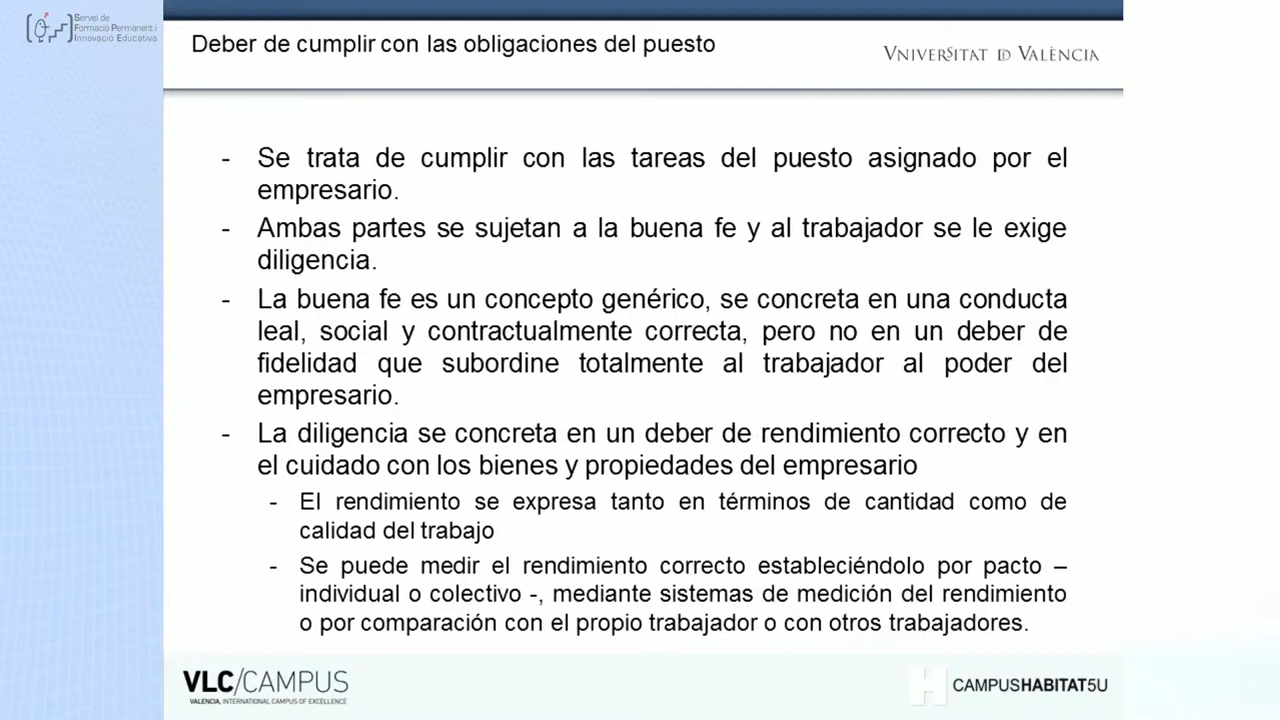 Servei de
Formació Permanent i
Innovació Educativa
Deber de cumplir con las obligaciones del puesto
VNIVERSITAT DE VALÈNCIA
- Se trata de cumplir con las tareas del puesto asignado por el
empresario.
- Ambas partes se sujetan a la buena fe y al trabajador se le exige
diligencia.
- La buena fe es un concepto genérico, se concreta en una conducta
leal, social y contractualmente correcta, pero no en un deber de
fidelidad que subordine totalmente al trabajador al poder del
empresario.
- La diligencia se concreta en un deber de rendimiento correcto y en
el cuidado con los bienes y propiedades del empresario
- El rendimiento se expresa tanto en términos de cantidad como de
calidad del trabajo
- Se puede medir el rendimiento correcto estableciéndolo por pacto –
individual o colectivo -, mediante sistemas de medición del rendimiento
o por comparación con el propio trabajador o con otros trabajadores.
VLC/CAMPUS
VALENCIA, INTERNATIONAL CAMPUS OF EXCELLENCE
H CAMPUSHABITAT5U